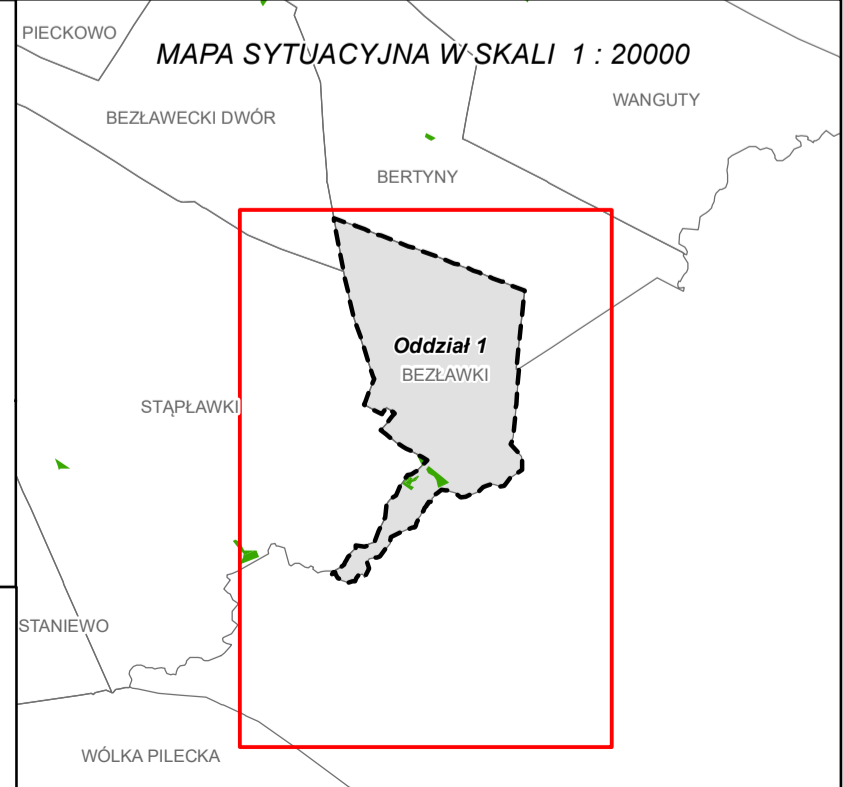 PIECKOWO
MAPA SYTUACYJNA W SKALI 1 : 20000
WANGUTY
BEZŁAWECKI DWÓR
BERTYNY
Oddział 1
BEZŁAWKI
STĄPŁAWKI
STANIEWO
WÓLKA PILECKA